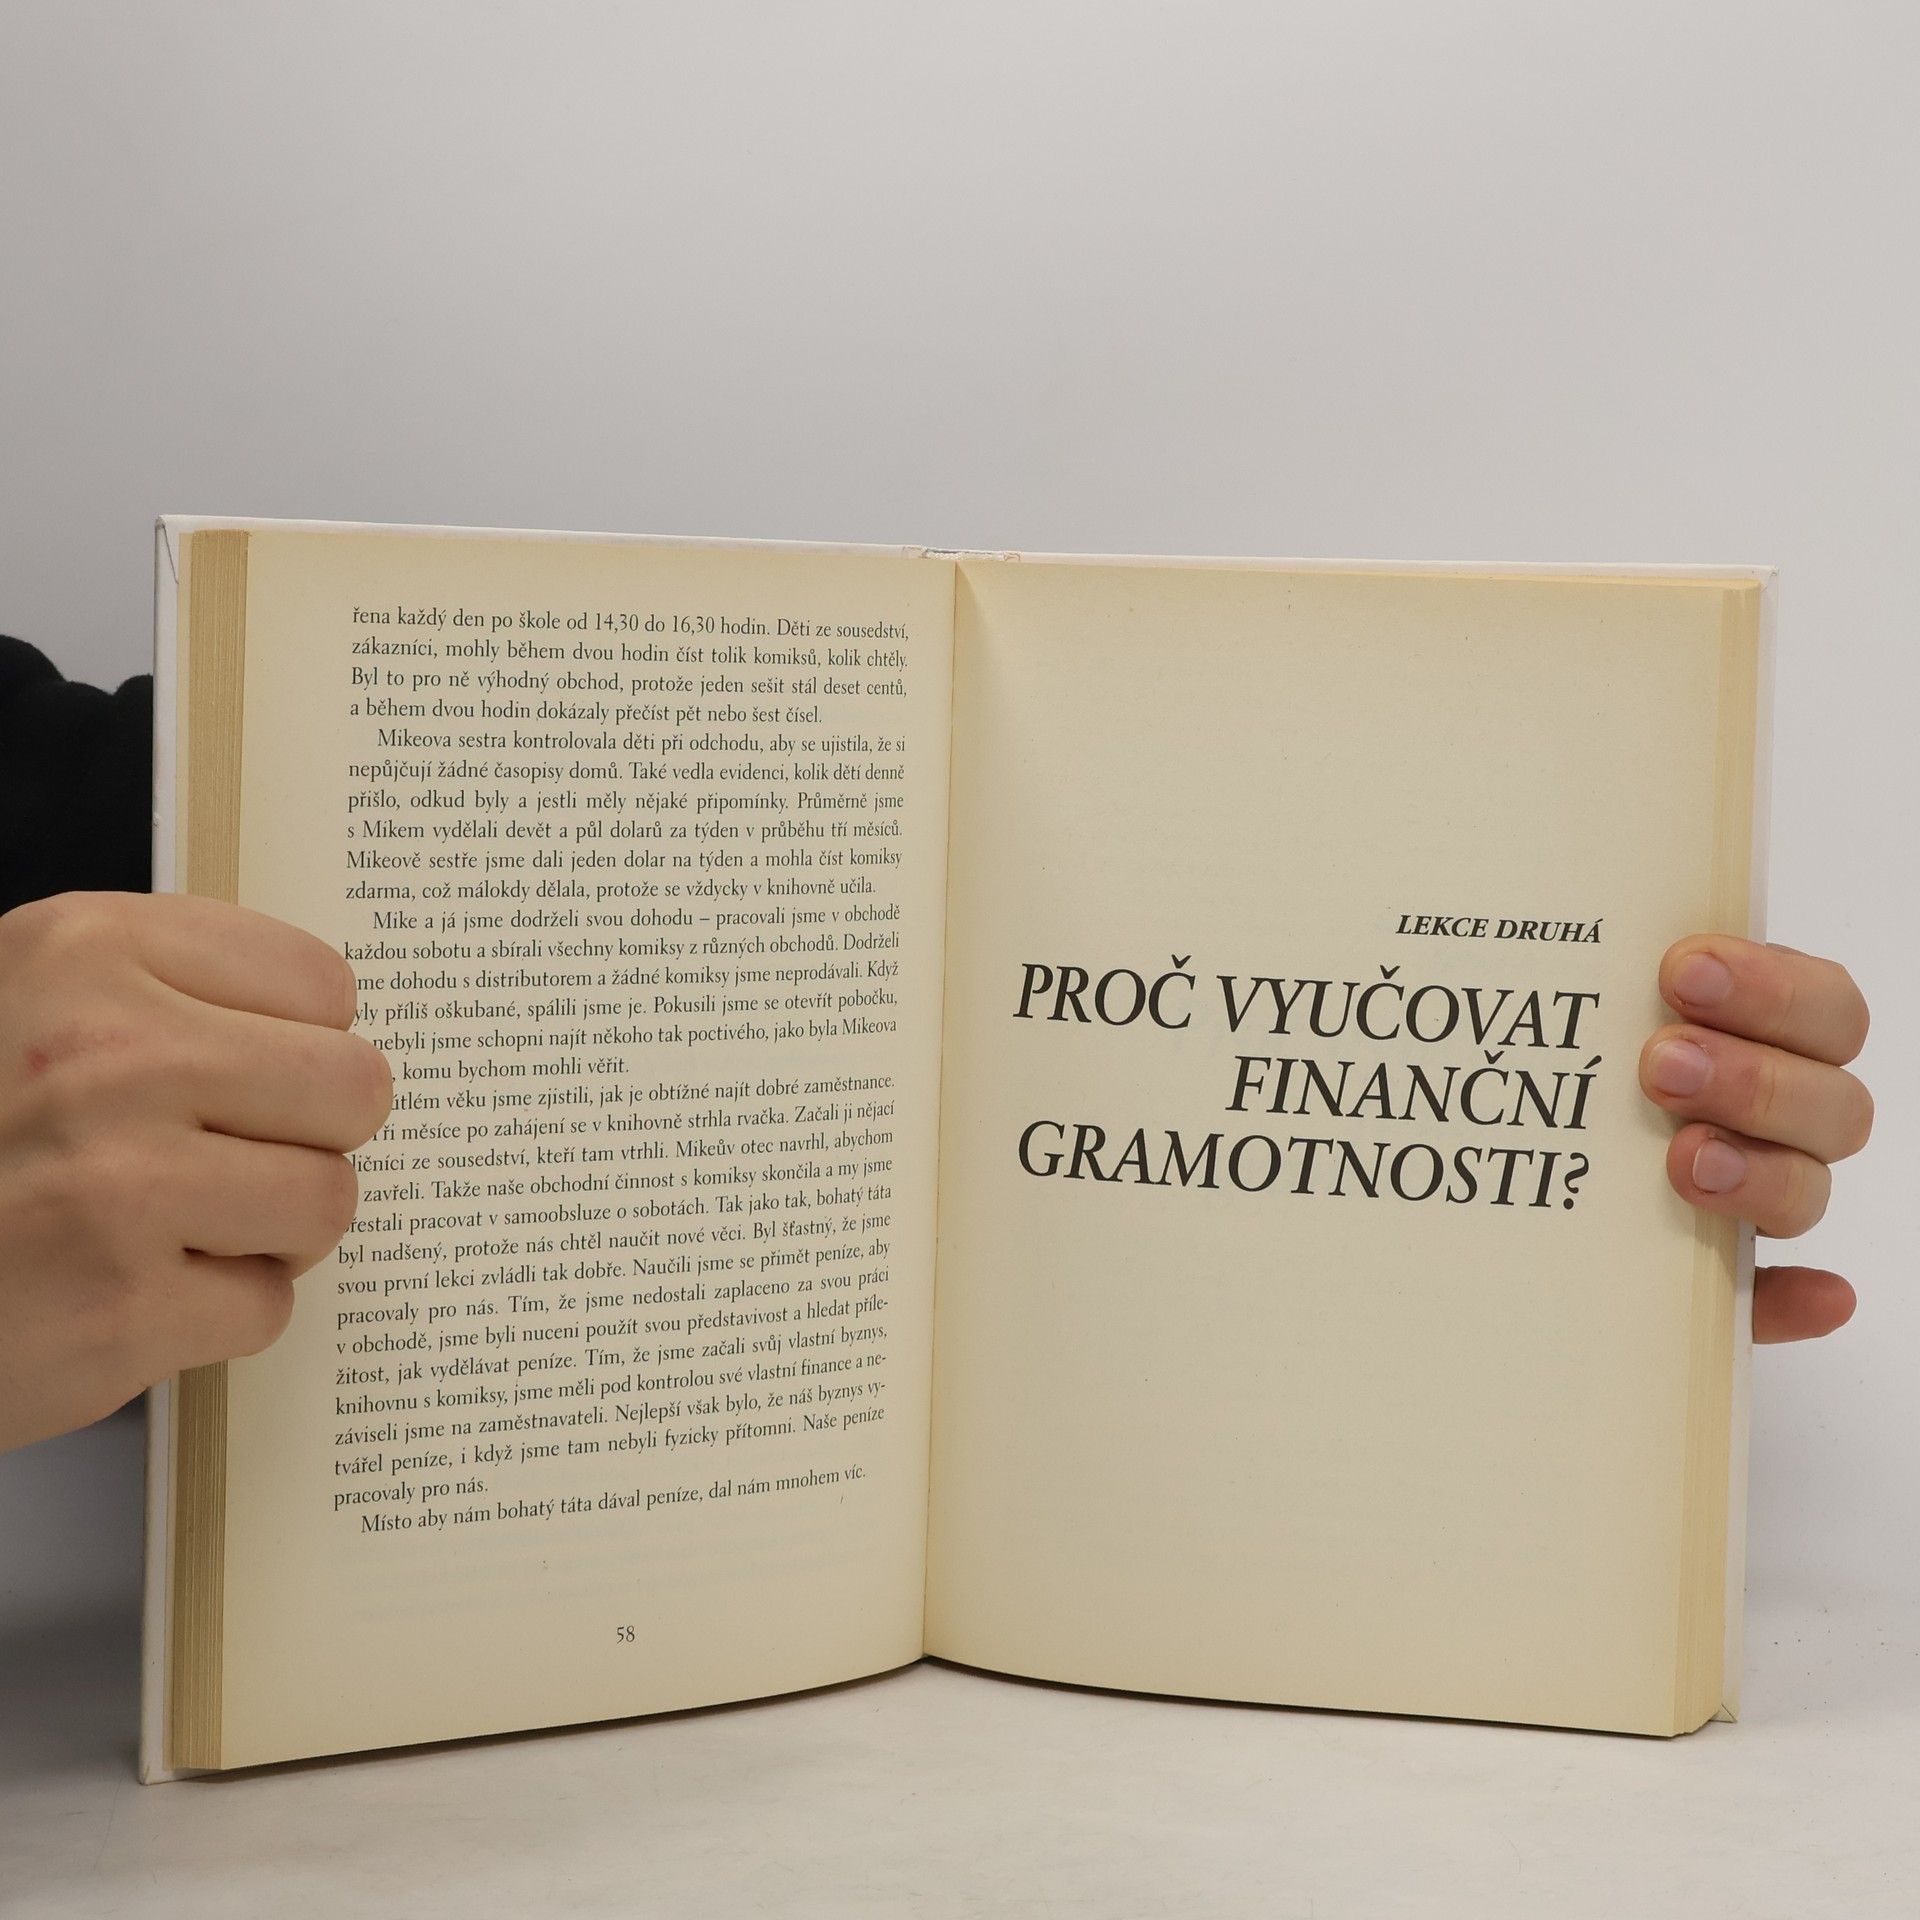 řena každý den po škole od 14,30 do 16,30 hodin. Děti ze sousedství,
zákazníci, mohly během dvou hodin číst tolik komiksů, kolik chtěly.
Byl to pro ně výhodný obchod, protože jeden sešit stál deset centů,
a během dvou hodin dokázaly přečíst pět nebo šest čísel.
Mikeova sestra kontrolovala děti při odchodu, aby se ujistila, že si
nepůjčují žádné časopisy domů. Také vedla evidenci, kolik dětí denně
přišlo, odkud byly a jestli měly nějaké připomínky. Průměrně jsme
s Mikem vydělali devět a půl dolarů za týden v průběhu tří měsíců.
Mikeově sestře jsme dali jeden dolar na týden a mohla číst komiksy
zdarma, což málokdy dělala, protože se vždycky v knihovně učila.
Mike a já jsme dodrželi svou dohodu – pracovali jsme v obchodě
každou sobotu a sbírali všechny komiksy z různých obchodů. Dodrželi
me dohodu s distributorem a žádné komiksy jsme neprodávali. Když
yly příliš oškubané, spálili jsme je. Pokusili jsme se otevřít pobočku,
nebyli jsme schopni najít někoho tak poctivého, jako byla Mikeova
, komu bychom mohli věřit.
útlém věku jsme zjistili, jak je obtížné najít dobré zaměstnance.
ři měsíce po zahájení se v knihovně strhla rvačka. Začali ji nějací
ličníci ze sousedství, kteří tam vtrhli. Mikeův otec navrhl, abychom
zavřeli. Takže naše obchodní činnost s komiksy skončila a my jsme
řestali pracovat v samoobsluze o sobotách. Tak jako tak, bohatý táta
byl nadšený, protože nás chtěl naučit nové věci. Byl šťastný, že jsme
svou první lekci zvládli tak dobře. Naučili jsme se přimět peníze, aby
pracovaly pro nás. Tím, že jsme nedostali zaplaceno za svou práci
v obchodě, jsme byli nuceni použít svou představivost a hledat příle-
žitost, jak vydělávat peníze. Tím, že jsme začali svůj vlastní byznys,
knihovnu s komiksy, jsme měli pod kontrolou své vlastní finance a ne-
záviseli jsme na zaměstnavateli. Nejlepší však bylo, že náš byznys vy-
tvářel peníze, i když jsme tam nebyli fyzicky přítomni. Naše peníze
pracovaly pro nás.
Místo aby nám bohatý táta dával peníze, dal nám mnohem víc.
58
LEKCE DRUHÁ
PROČ VYUČOVAT
FINANČNÍ
GRAMOTNOSTI?